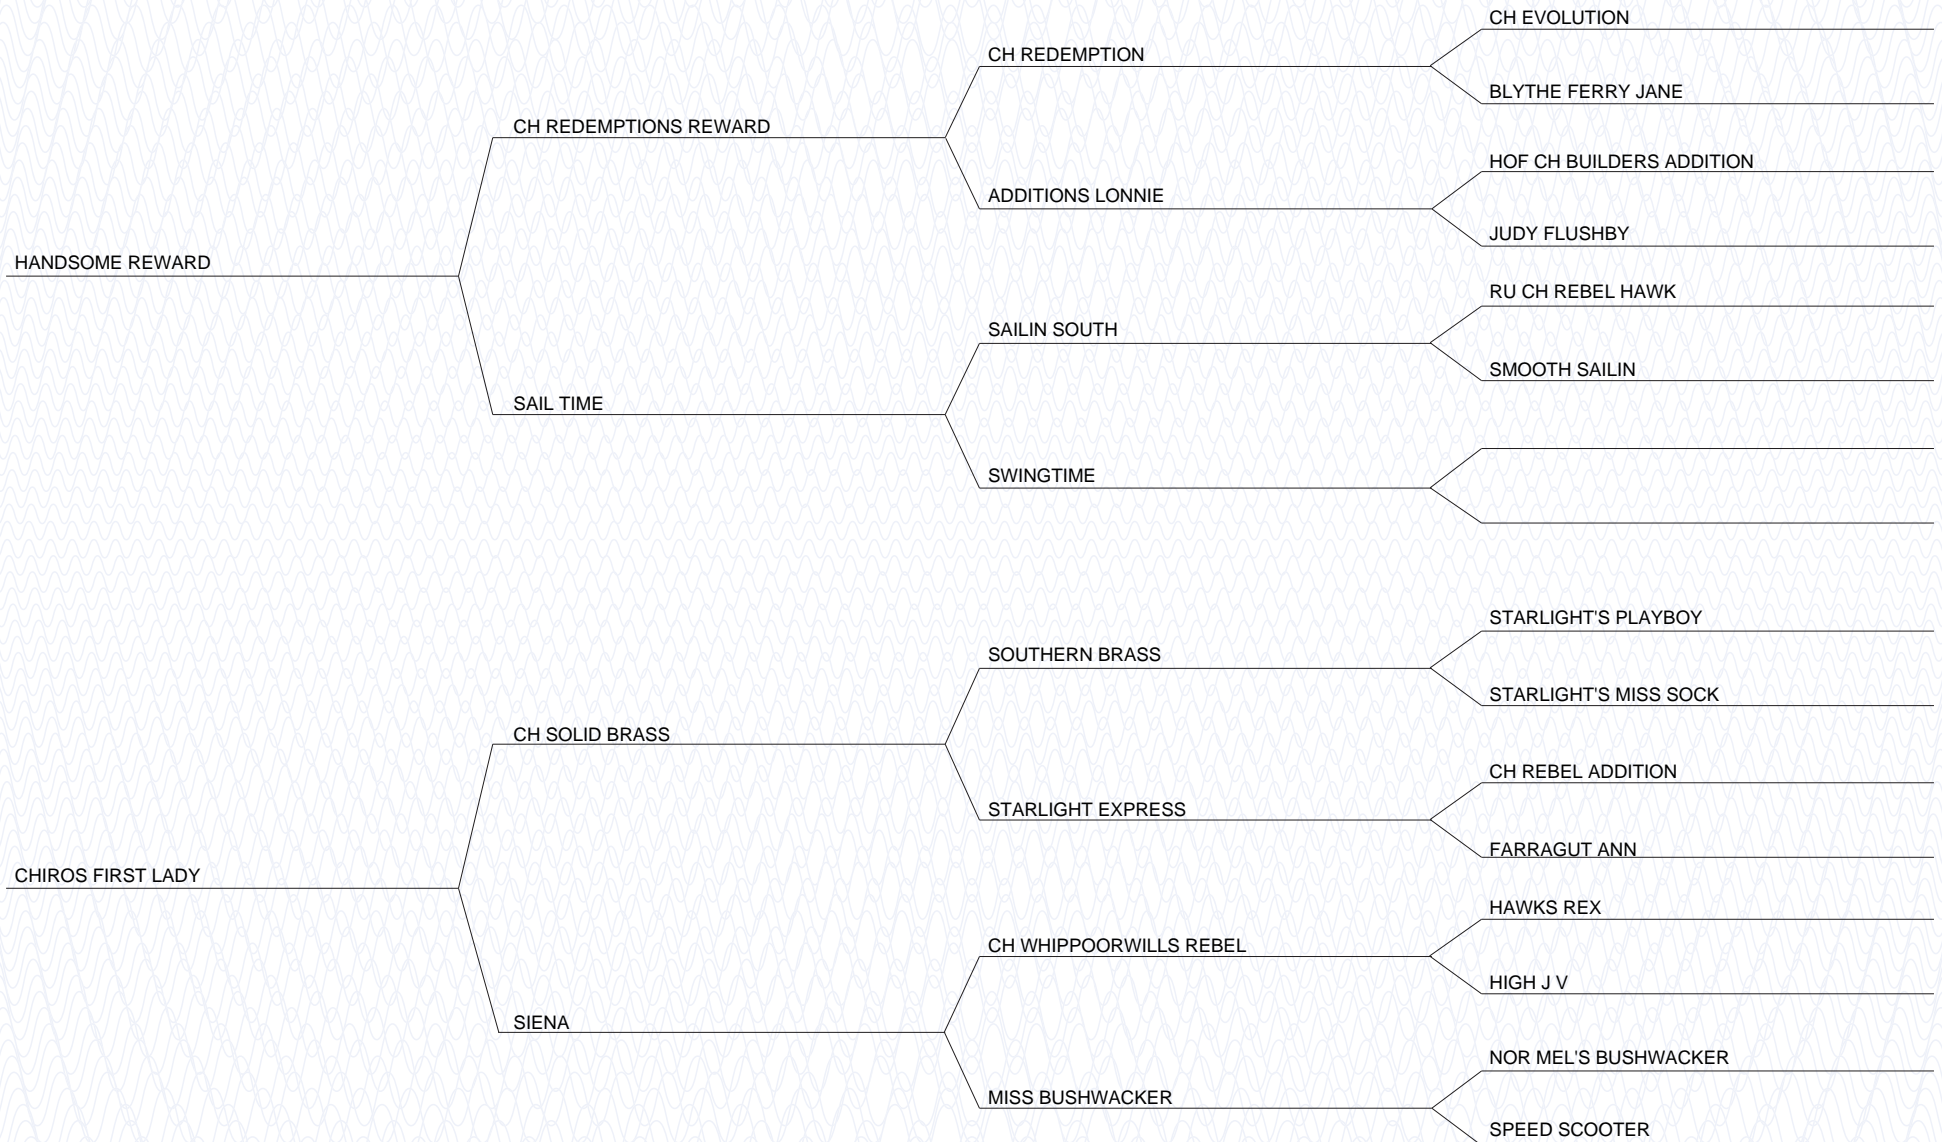 CH EVOLUTION
CH REDEMPTION
BLYTHE FERRY JANE
CH REDEMPTIONS REWARD
HOF CH BUILDERS ADDITION
ADDITIONS LONNIE
JUDY FLUSHBY
HANDSOME REWARD
RU CH REBEL HAWK
SAILIN SOUTH
SMOOTH SAILIN
SAIL TIME
SWINGTIME
STARLIGHT'S PLAYBOY
SOUTHERN BRASS
STARLIGHT'S MISS SOCK
CH SOLID BRASS
CH REBEL ADDITION
STARLIGHT EXPRESS
FARRAGUT ANN
CHIROS FIRST LADY
HAWKS REX
CH WHIPPOORWILLS REBEL
HIGH J V
SIENA
NOR MEL'S BUSHWACKER
MISS BUSHWACKER
SPEED SCOOTER